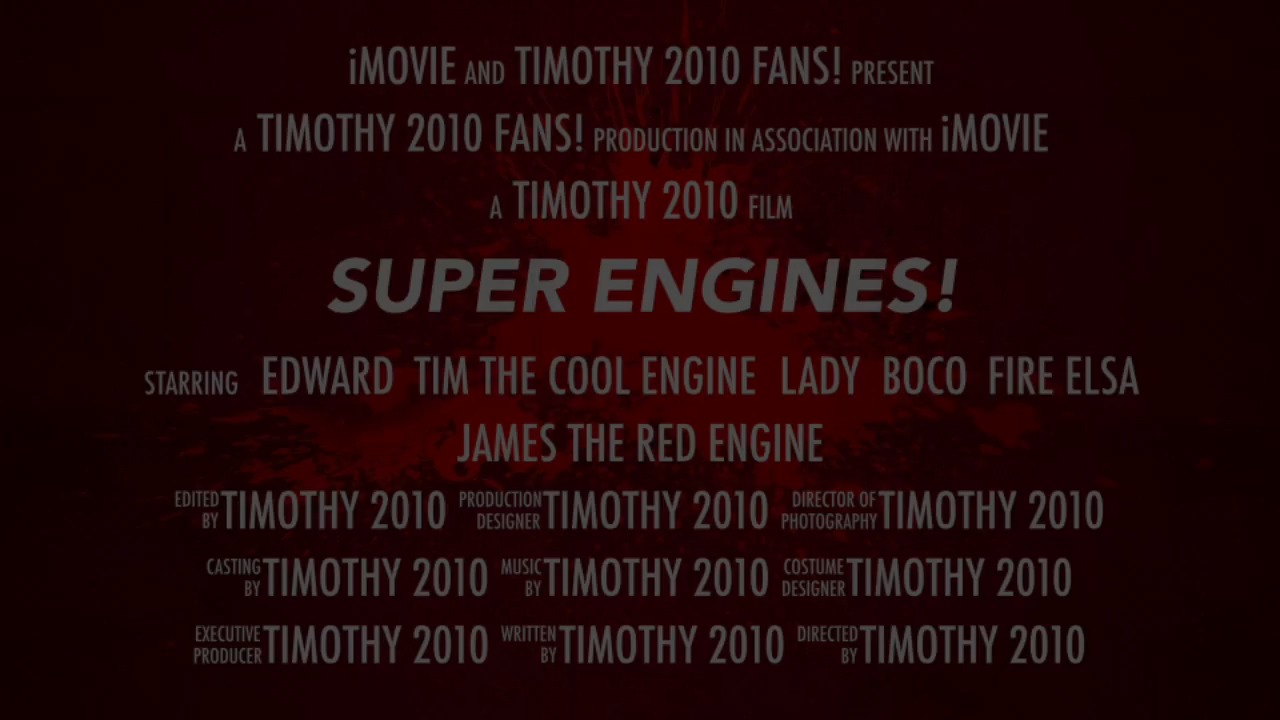 iMOVIE AND TIMOTHY 2010 FANS! PRESENT
A TIMOTHY 2010 FANS! PRODUCTION IN ASSOCIATION WITH iMOVIE
A TIMOTHY 2010 FILM
SUPER ENGINES!
STARRING EDWARD TIM THE COOL ENGINE LADY BOCO FIRE ELSA
JAMES THE RED ENGINE
EDITED BY TIMOTHY 2010 PRODUCTION DESIGNER TIMOTHY 2010 DIRECTOR OF PHOTOGRAPHY TIMOTHY 2010
CASTING BY TIMOTHY 2010 MUSIC BY TIMOTHY 2010 COSTUME DESIGNER TIMOTHY 2010
EXECUTIVE PRODUCER TIMOTHY 2010 WRITTEN BY TIMOTHY 2010 DIRECTED BY TIMOTHY 2010